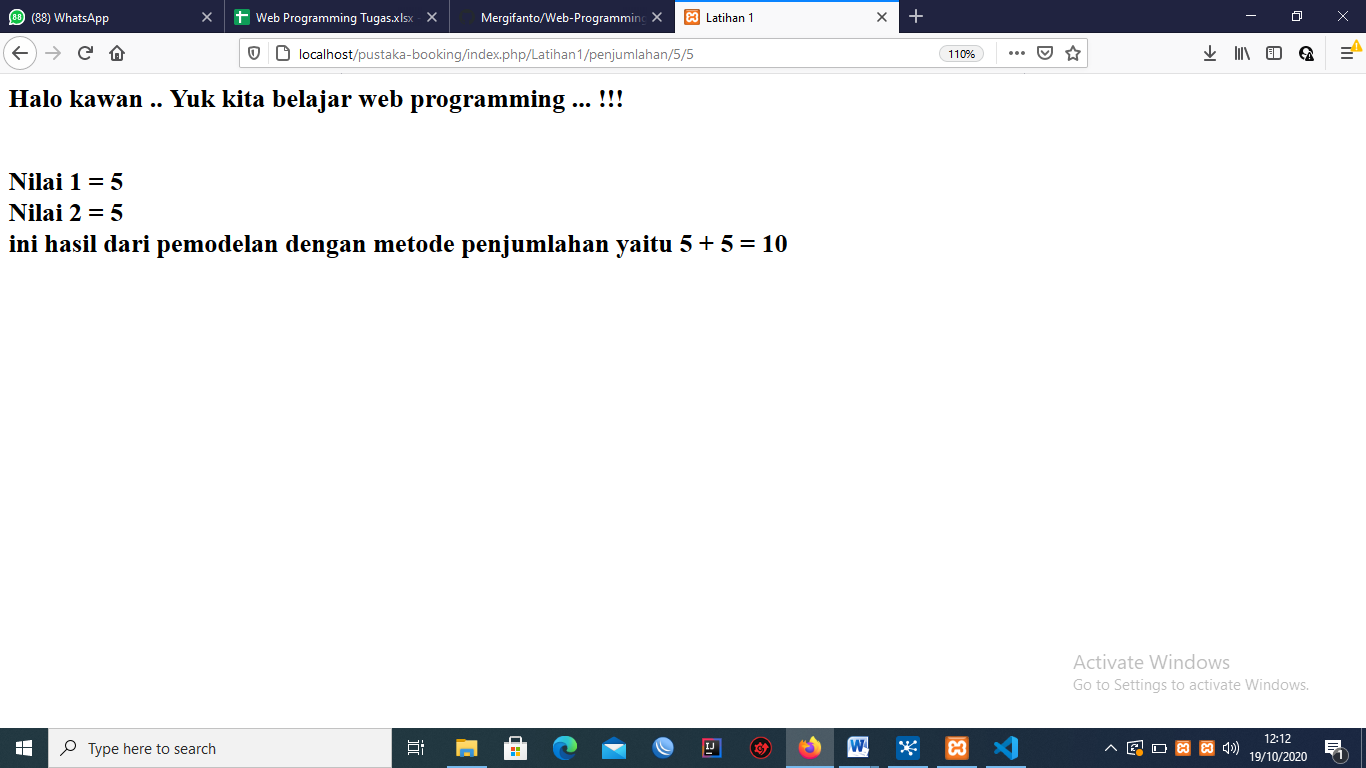 (88) WhatsApp
Web Programming Tugas.xlsx -
Mergifanto/Web-Programming
Latihan 1
localhost/pustaka-booking/index.php/Latihan1/penjumlahan/5/5
110%
Halo kawan .. Yuk kita belajar web programming ... !!!
Nilai 1 = 5
Nilai 2 = 5
ini hasil dari pemodelan dengan metode penjumlahan yaitu 5 + 5 = 10
Activate Windows
Go to Settings to activate Windows.
Type here to search
12:12
19/10/2020